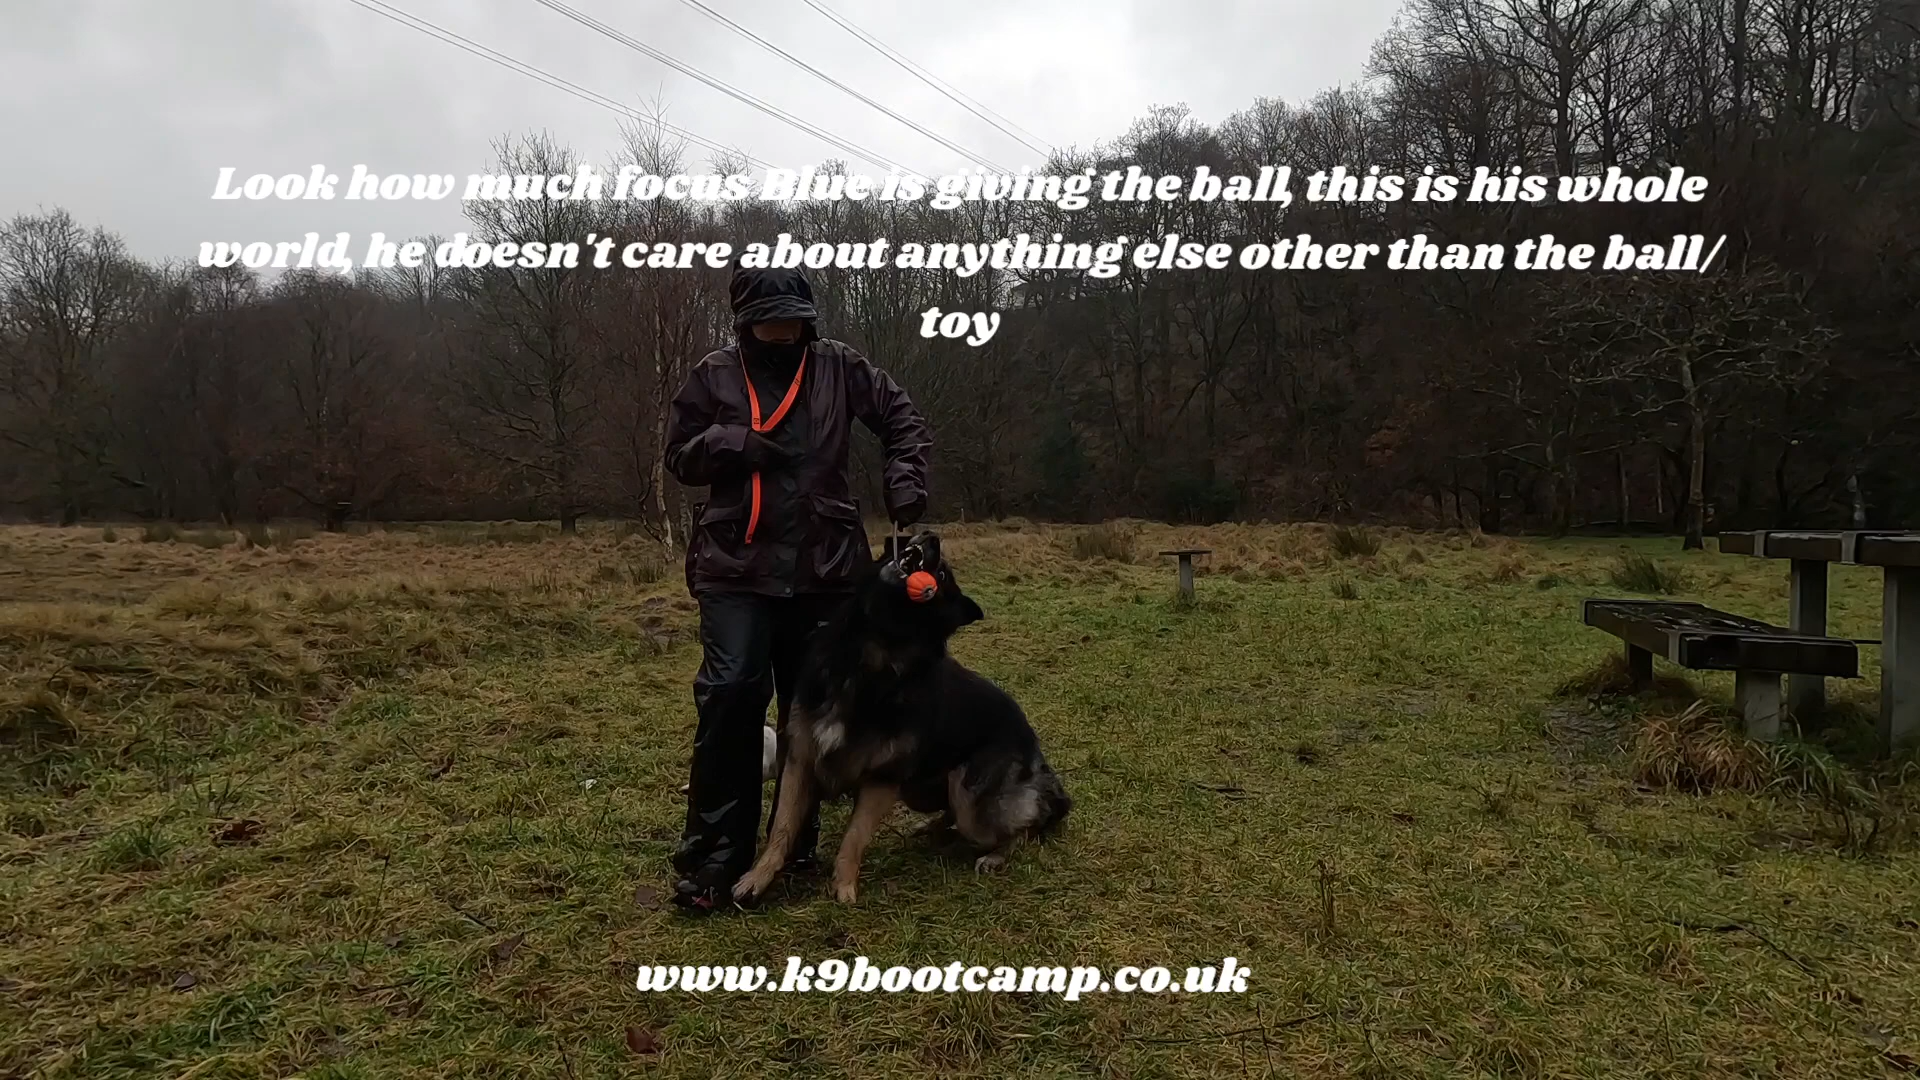 Look how much focus Blue is giving the ball, this is his whole
world, he doesn't care about anything else other than the ball/
toy
www.k9bootcamp.co.uk